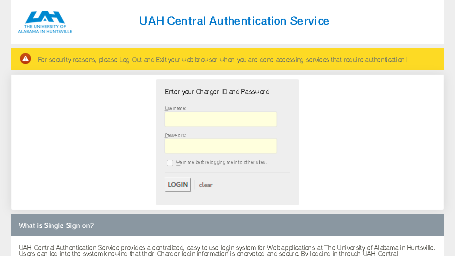 THE UNIVERSITY OF
ALABAMA IN HUNTSVILLE
UAH Central Authentication Service
For security reasons, please Log Out and Exit your web browser when you are done accessing services that require authentication!
Enter your Charger ID and Password
Username:
Password:
Warn me before logging me into other sites.
LOGIN
clear
What is Single Sign on?
UAH Central Authentication Service provides a centralized, easy to use login system for Web applications at The University of Alabama in Huntsville.
Users can log into the system knowing that their Charger login information is encrypted and secure. By logging in through UAH Central